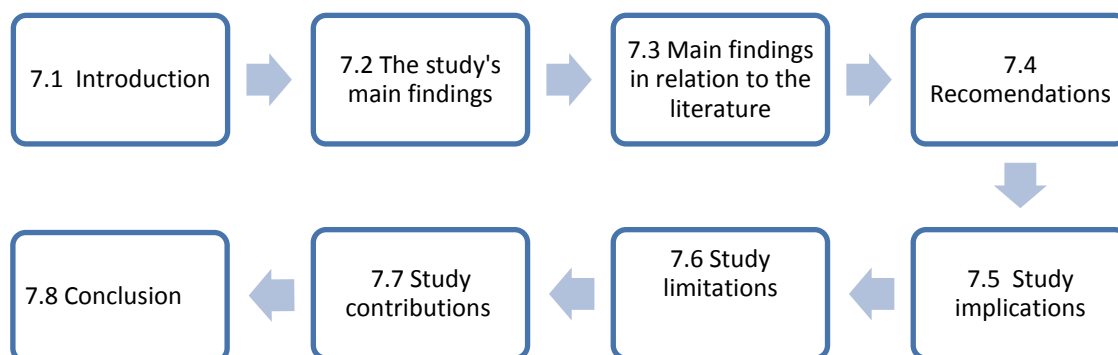 7.1 Introduction
7.2 The study's
main findings
7.3 Main findings
in relation to the
literature
7.4
Recomendations
7.5 Study
implications
7.6 Study
limitations
7.7 Study
contributions
7.8 Conclusion